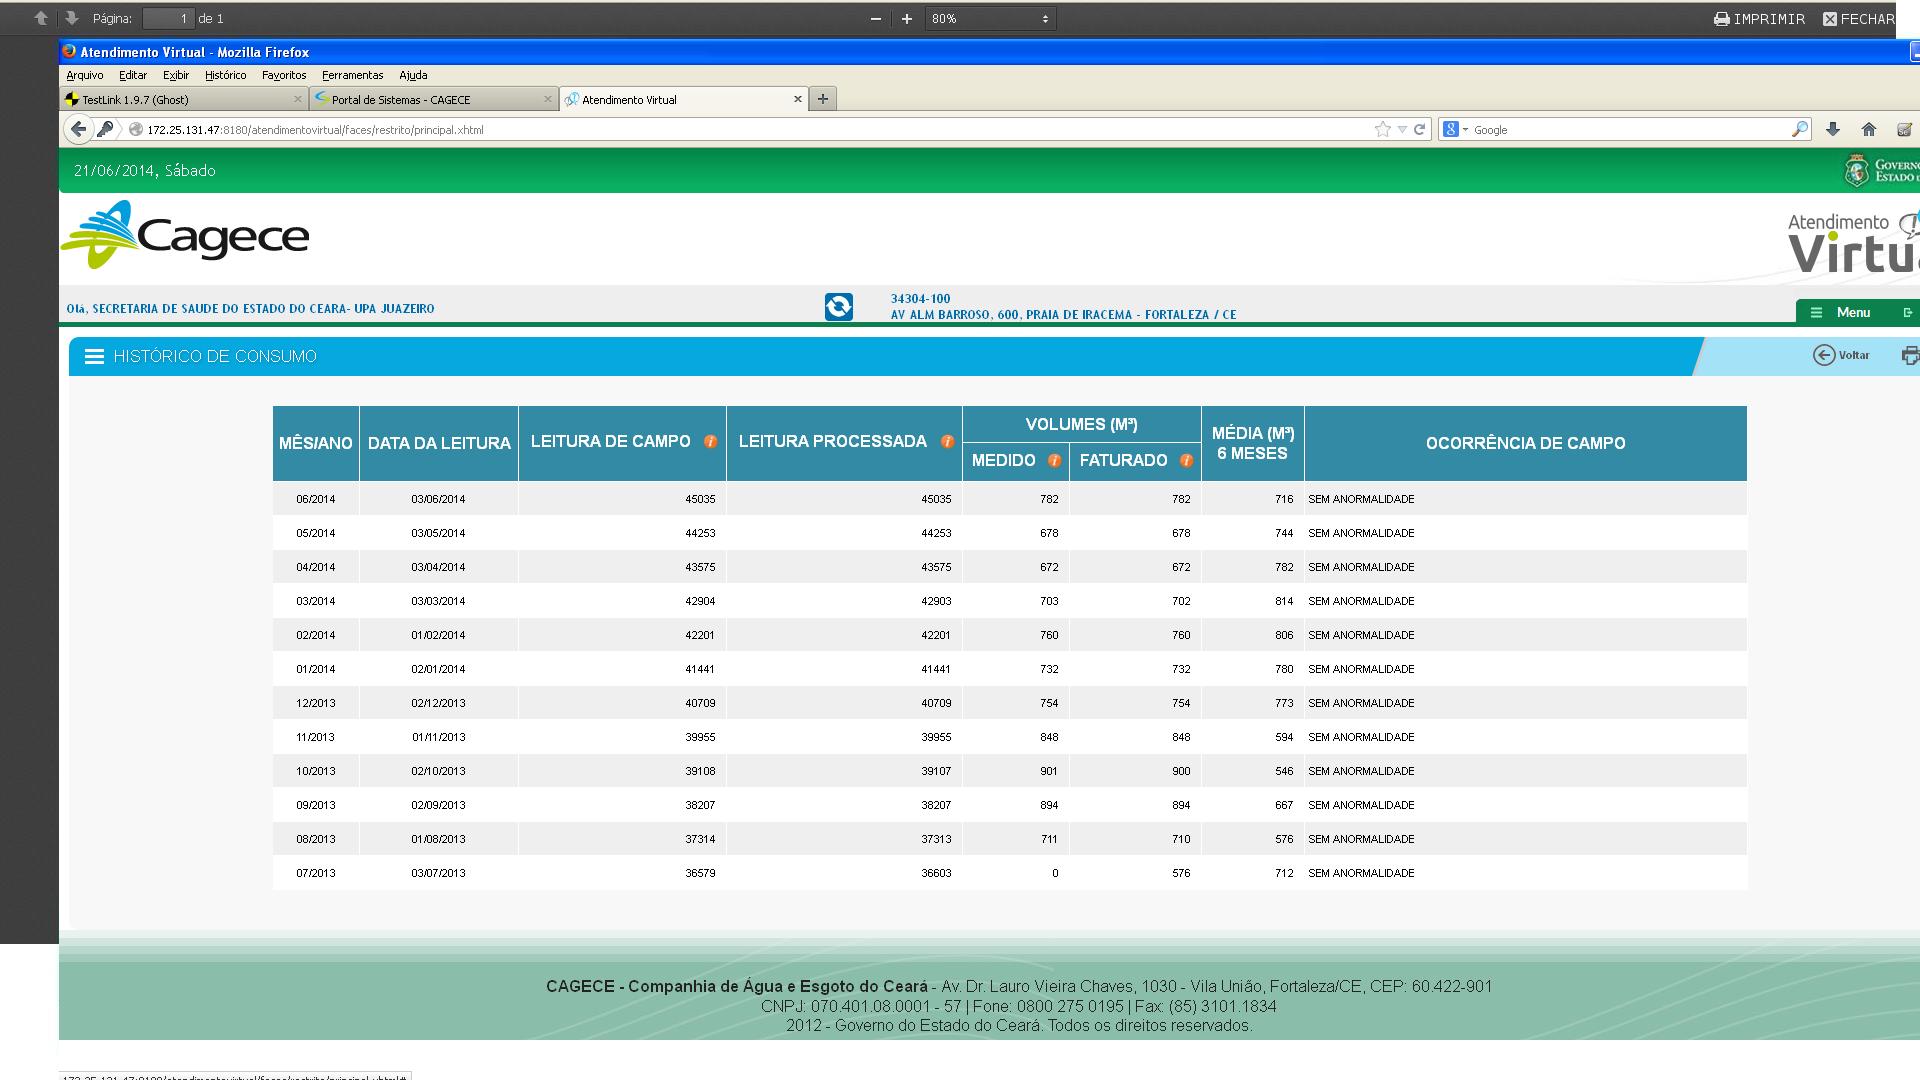 Página: 1 de 1 80% IMPRIMIR FECHAR
Atendimento Virtual - Mozilla Firefox
Arquivo Editar Exibir Histórico Favoritos Ferramentas Ajuda
TestLink 1.9.7 (Ghost) Portal de Sistemas - CAGECE Atendimento Virtual
172.25.131.47:8180/atendimentovirtual/faces/restrito/principal.xhtml Google
21/06/2014, Sábado
GOVERNO
ESTADO
Cagece
Atendimento
Virtu
Olá, SECRETARIA DE SAUDE DO ESTADO DO CEARA- UPA JUAZEIRO
34304-100
AV ALM BARROSO, 600, PRAIA DE IRACEMA - FORTALEZA / CE
Menu
HISTÓRICO DE CONSUMO Voltar
MÊS/ANO DATA DA LEITURA LEITURA DE CAMPO LEITURA PROCESSADA VOLUMES (M³) MEDIDO FATURADO MÉDIA (M³) 6 MESES OCORRÊNCIA DE CAMPO
06/2014 03/06/2014 45035 45035 782 782 716 SEM ANORMALIDADE
05/2014 03/05/2014 44253 44253 678 678 744 SEM ANORMALIDADE
04/2014 03/04/2014 43575 43575 672 672 782 SEM ANORMALIDADE
03/2014 03/03/2014 42904 42903 703 702 814 SEM ANORMALIDADE
02/2014 01/02/2014 42201 42201 760 760 806 SEM ANORMALIDADE
01/2014 02/01/2014 41441 41441 732 732 780 SEM ANORMALIDADE
12/2013 02/12/2013 40709 40709 754 754 773 SEM ANORMALIDADE
11/2013 01/11/2013 39955 39955 848 848 594 SEM ANORMALIDADE
10/2013 02/10/2013 39108 39107 901 900 546 SEM ANORMALIDADE
09/2013 02/09/2013 38207 38207 894 894 667 SEM ANORMALIDADE
08/2013 01/08/2013 37314 37313 711 710 576 SEM ANORMALIDADE
07/2013 03/07/2013 36579 36603 0 576 712 SEM ANORMALIDADE
CAGECE - Companhia de Água e Esgoto do Ceará - Av. Dr. Lauro Vieira Chaves, 1030 - Vila União, Fortaleza/CE, CEP: 60.422-901
CNPJ: 070.401.08.0001 - 57 | Fone: 0800 275 0195 | Fax: (85) 3101.1834
2012 - Governo do Estado do Ceará. Todos os direitos reservados.